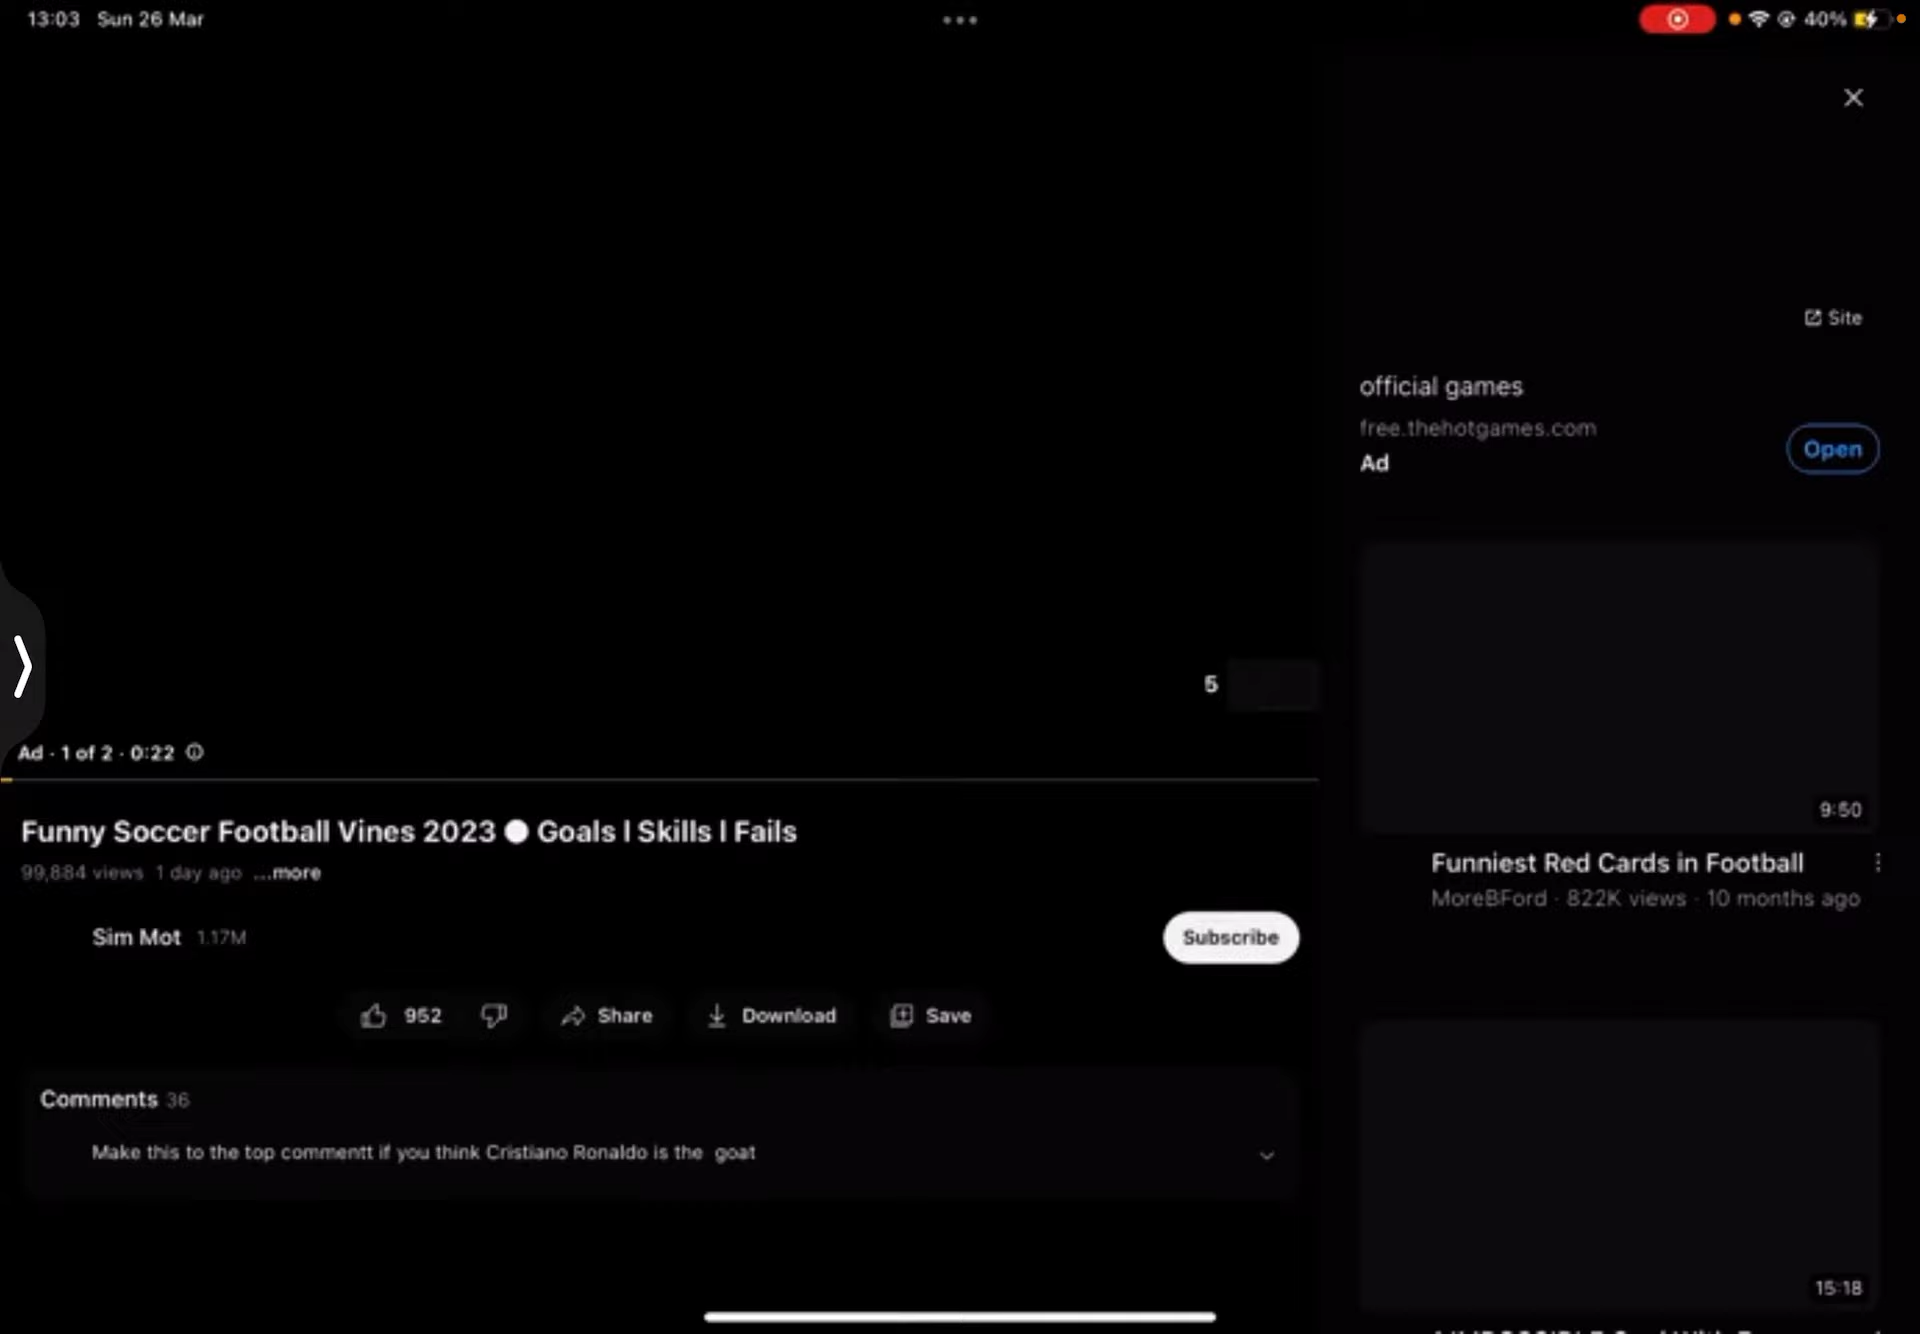 13:03 Sun 26 Mar
40%
Site
official games
free.thehotgames.com
Ad
Open
5
Ad · 1 of 2 · 0:22
Funny Soccer Football Vines 2023 ● Goals l Skills l Fails
99,884 views 1 day ago ...more
Sim Mot 1.17M
Subscribe
952 Share Download Save
Comments 36
Make this to the top commentt if you think Cristiano Ronaldo is the goat
9:50
Funniest Red Cards in Football
MoreBFord · 822K views · 10 months ago
15:18